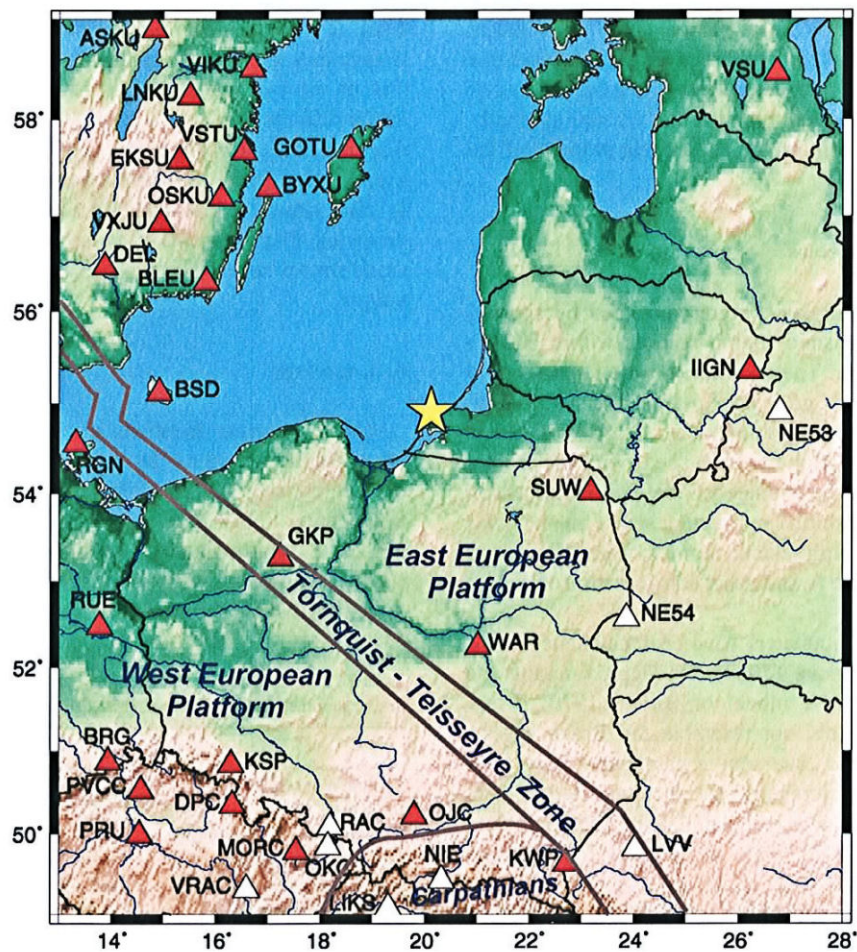 ASKU
VIKU
VSU
LNKU
58°
VSTU
GOTU
EKSU
BYXU
OSKU
VXJU
DEL
BLEU
56°
IIGN
BSD
NE53
RGN
SUW
54°
GKP
East European
Platform
NE54
RUE
WAR
52°
West European
Platform
Tornquist - Teisseyre Zone
BRG
KSP
PVCC
DPC
OJC
RAC
PRU
50°
LVV
MORC
OKC
NIE
KWP
VRAC
Carpathians
LIKS
14° 16° 18° 20° 22° 24° 26° 28°